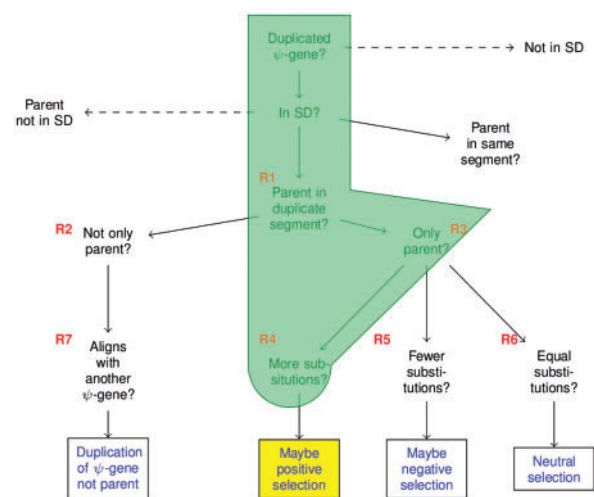 Duplicated
ψ-gene?
Not in SD
Parent
not in SD
In SD?
Parent
in same
segment?
R1
Parent in
duplicate
segment?
R2
Not only
parent?
Only
parent?
R3
R7
Aligns
with
another
ψ-gene?
R4
More sub-
situtions?
R5
Fewer
substi-
tutions?
R6
Equal
substi-
tutions?
Duplication
of ψ-gene
not parent
Maybe
positive
selection
Maybe
negative
selection
Neutral
selection